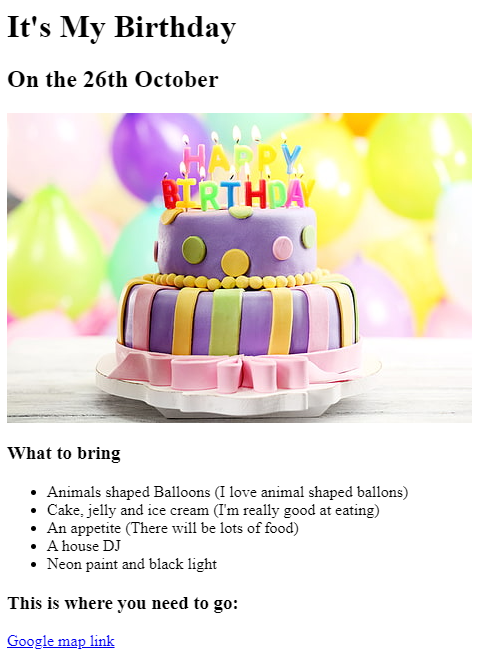 It's My Birthday
On the 26th October
HAPPY
BIRTHDAY
What to bring
Animals shaped Balloons (I love animal shaped ballons)
Cake, jelly and ice cream (I'm really good at eating)
An appetite (There will be lots of food)
A house DJ
Neon paint and black light
This is where you need to go:
Google map link